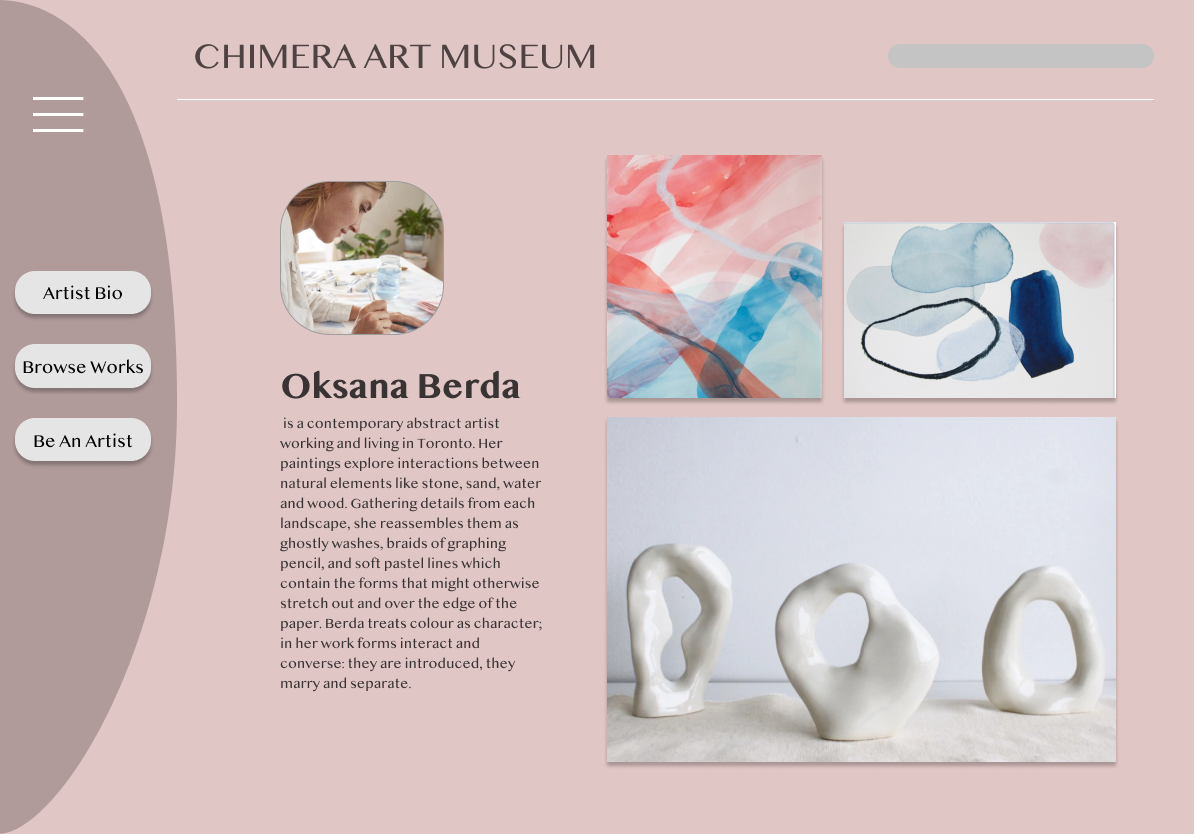 CHIMERA ART MUSEUM
Artist Bio
Browse Works
Be An Artist
Oksana Berda
is a contemporary abstract artist
working and living in Toronto. Her
paintings explore interactions between
natural elements like stone, sand, water
and wood. Gathering details from each
landscape, she reassembles them as
ghostly washes, braids of graphing
pencil, and soft pastel lines which
contain the forms that might otherwise
stretch out and over the edge of the
paper. Berda treats colour as character;
in her work forms interact and
converse: they are introduced, they
marry and separate.